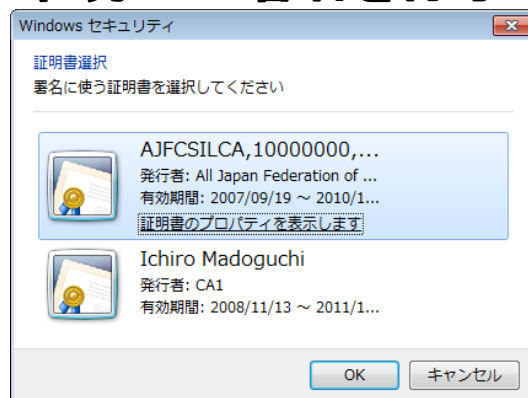 Windows セキュリティ
証明書選択
署名に使う証明書を選択してください
AJFCSILCA,10000000,...
発行者: All Japan Federation of ...
有効期間: 2007/09/19 ～ 2010/1...
証明書のプロパティを表示します
Ichiro Madoguchi
発行者: CA1
有効期間: 2008/11/13 ～ 2011/1...
OK
キャンセル